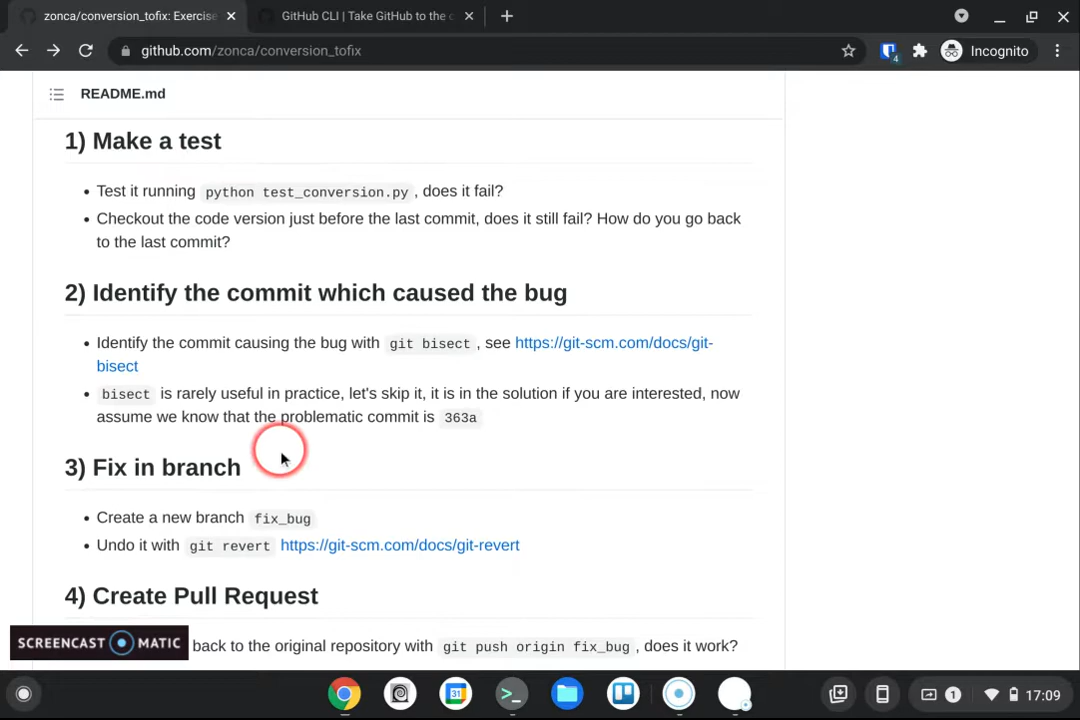 zonca/conversion_tofix: Exercise
GitHub CLI | Take GitHub to the c
github.com/zonca/conversion_tofix
4
Incognito
README.md
1) Make a test
• Test it running python test_conversion.py , does it fail?
• Checkout the code version just before the last commit, does it still fail? How do you go back
to the last commit?
2) Identify the commit which caused the bug
• Identify the commit causing the bug with git bisect , see https://git-scm.com/docs/git-
bisect
• bisect is rarely useful in practice, let's skip it, it is in the solution if you are interested, now
assume we know that the problematic commit is 363a
3) Fix in branch
• Create a new branch fix_bug
• Undo it with git revert https://git-scm.com/docs/git-revert
4) Create Pull Request
back to the original repository with git push origin fix_bug , does it work?
SCREENCAST MATIC
31
1
17:09